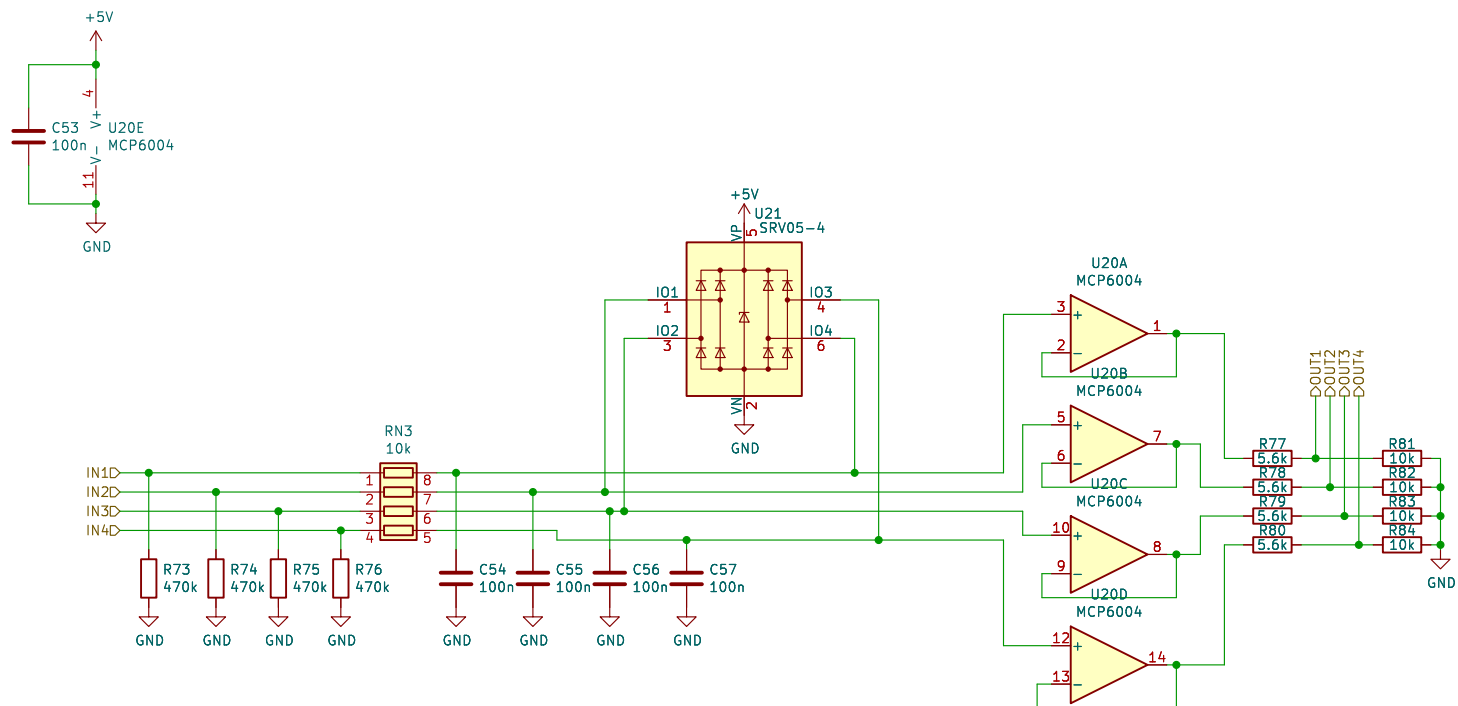 +5V
4
V+
C53
100n
U20E
MCP6004
V-
11
GND
+5V
U21
SRV05-4
VP
5
IO1
1
IO2
3
IO3
4
IO4
6
VN
2
GND
U20A
MCP6004
3
+
2
-
1
U20B
MCP6004
5
+
6
-
7
U20C
MCP6004
10
+
9
-
8
U20D
MCP6004
12
+
13
-
14
OUT1
OUT2
OUT3
OUT4
RN3
10k
IN1
IN2
IN3
IN4
1
2
3
4
8
7
6
5
R73
470k
GND
R74
470k
GND
R75
470k
GND
R76
470k
GND
C54
100n
GND
C55
100n
GND
C56
100n
GND
C57
100n
GND
R77
5.6k
R78
5.6k
R79
5.6k
R80
5.6k
R81
10k
R82
10k
R83
10k
R84
10k
GND